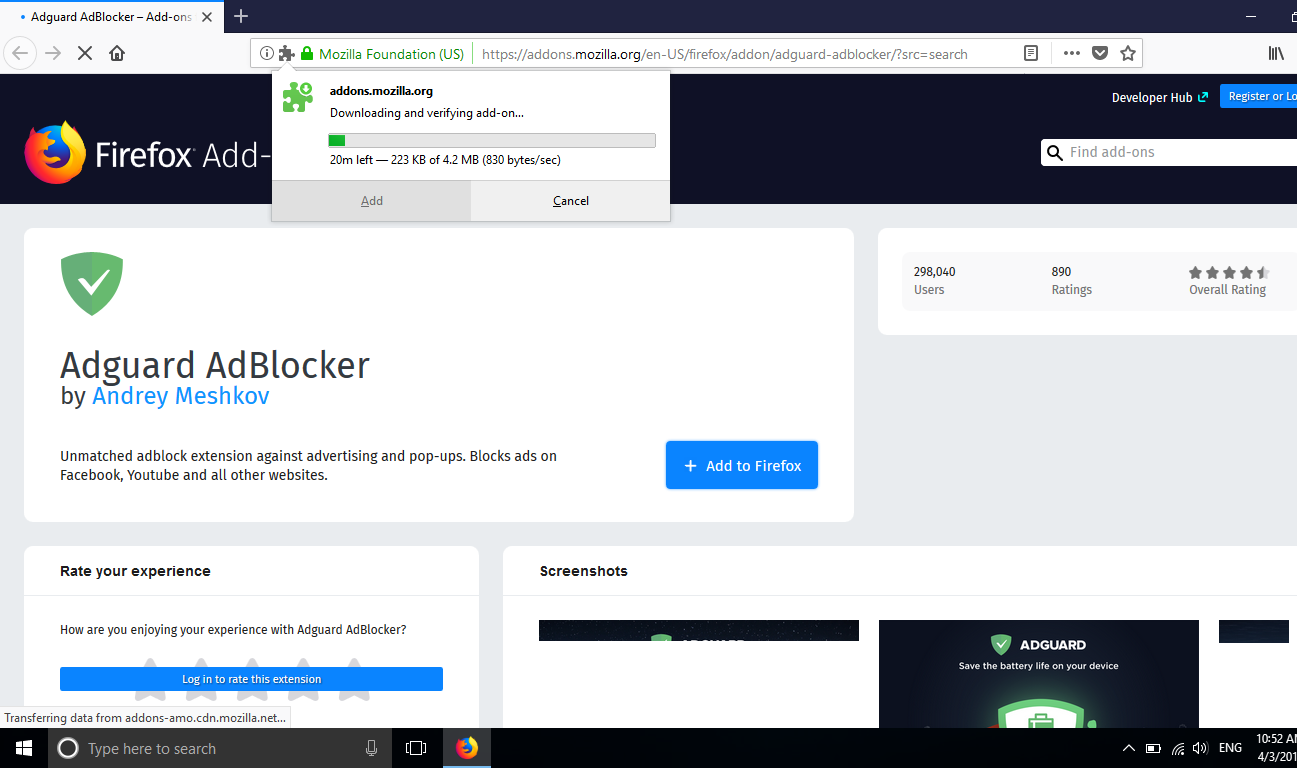 Adguard AdBlocker – Add-ons
Mozilla Foundation (US)
https://addons.mozilla.org/en-US/firefox/addon/adguard-adblocker/?src=search
addons.mozilla.org
Downloading and verifying add-on...
20m left — 223 KB of 4.2 MB (830 bytes/sec)
Add
Cancel
Developer Hub
Register or Lo
Firefox Add-
Find add-ons
Adguard AdBlocker
by Andrey Meshkov
Unmatched adblock extension against advertising and pop-ups. Blocks ads on
Facebook, Youtube and all other websites.
+ Add to Firefox
298,040
Users
890
Ratings
Overall Rating
Rate your experience
How are you enjoying your experience with Adguard AdBlocker?
Log in to rate this extension
Screenshots
ADGUARD
Save the battery life on your device
Transferring data from addons-amo.cdn.mozilla.net...
Type here to search
ENG
10:52 AM
4/3/201